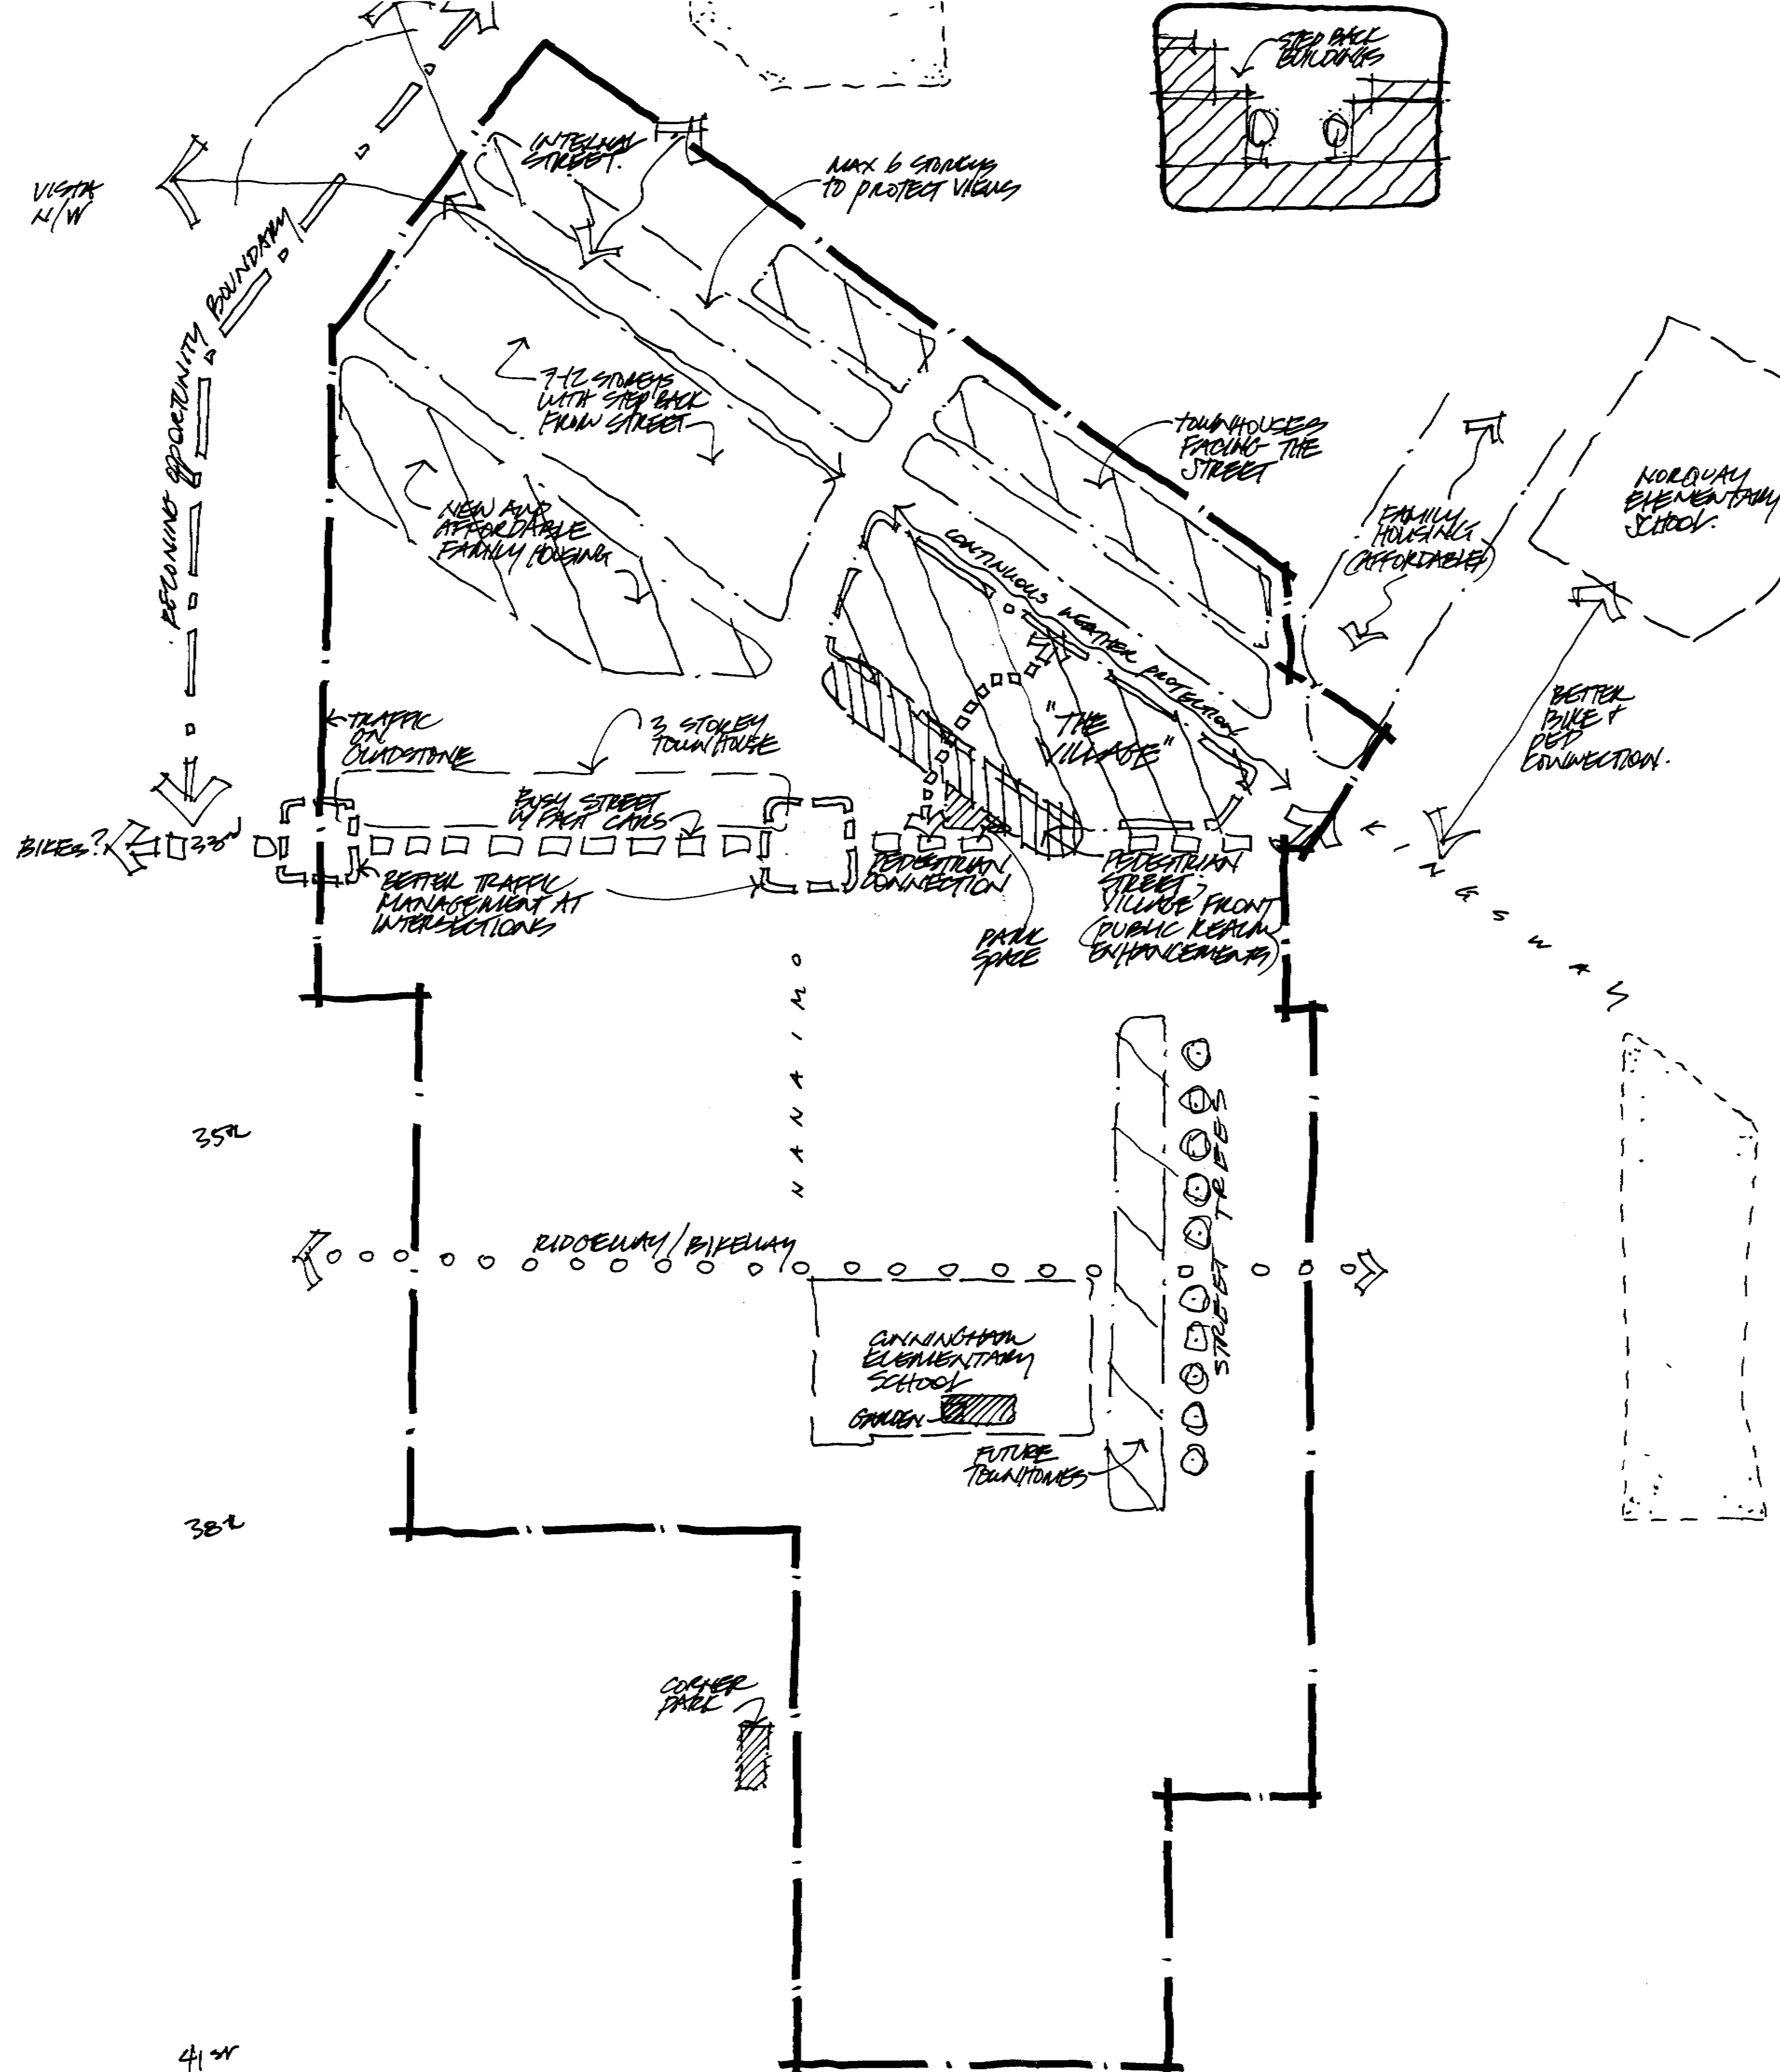 STEP BACK
BUILDINGS
INTERNAL
STREET.
MAX 6 STOREYS
TO PROTECT VIEWS
VISTA
N/W
REZONING OPPORTUNITY BOUNDARY
7-12 STOREYS
WITH STEP BACK
FROM STREET
TOWNHOUSES
FACING THE
STREET
NORQUAY
ELEMENTARY
SCHOOL.
NEW AND
AFFORDABLE
FAMILY HOUSING
FAMILY
HOUSING
(AFFORDABLE)
CONTINUOUS WEATHER PROTECTION
"THE
VILLAGE"
BETTER
BIKE &
PED
CONNECTION.
TRAFFIC
ON
GLADSTONE
3 STOREY
TOWNHOUSE
BUSY STREET
W/ FAST CARS
BIKES?
33rd
BETTER TRAFFIC
MANAGEMENT AT
INTERSECTIONS
PEDESTRIAN
CONNECTION
PEDESTRIAN
STREET;
VILLAGE FRONT
(PUBLIC REALM
ENHANCEMENTS)
PARK
SPACE
KINGSWAY
NANAIMO
35th
STREET TREES
RIDGEWAY/BIKEWAY
CUNNINGHAM
ELEMENTARY
SCHOOL
GARDEN
FUTURE
TOWNHOMES
38th
CORNER
PARK
41st